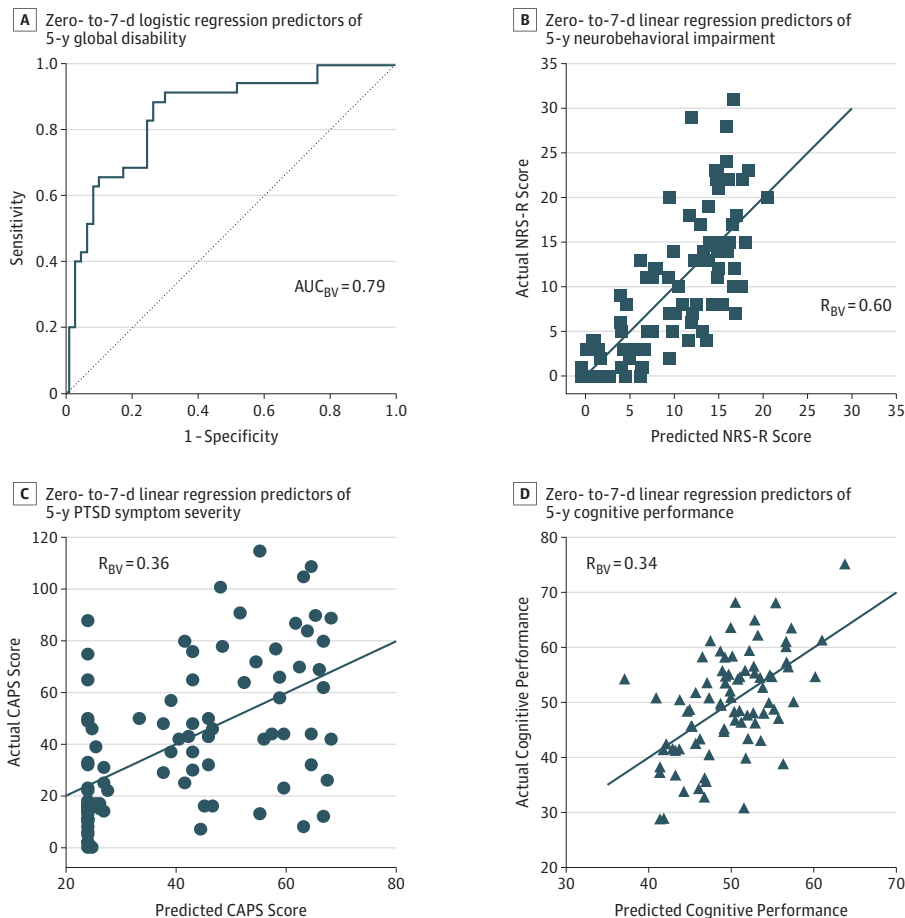 A Zero- to-7-d logistic regression predictors of
5-y global disability
1.0
0.8
0.6
0.4
0.2
0
Sensitivity
AUCBV = 0.79
0 0.2 0.4 0.6 0.8 1.0
1 - Specificity
B Zero- to-7-d linear regression predictors of
5-y neurobehavioral impairment
35
30
25
20
15
10
5
0
Actual NRS-R Score
RBV = 0.60
0 5 10 15 20 25 30 35
Predicted NRS-R Score
C Zero- to-7-d linear regression predictors of
5-y PTSD symptom severity
120
100
80
60
40
20
0
Actual CAPS Score
RBV = 0.36
20 40 60 80
Predicted CAPS Score
D Zero- to-7-d linear regression predictors of
5-y cognitive performance
80
70
60
50
40
30
20
Actual Cognitive Performance
RBV = 0.34
30 40 50 60 70
Predicted Cognitive Performance